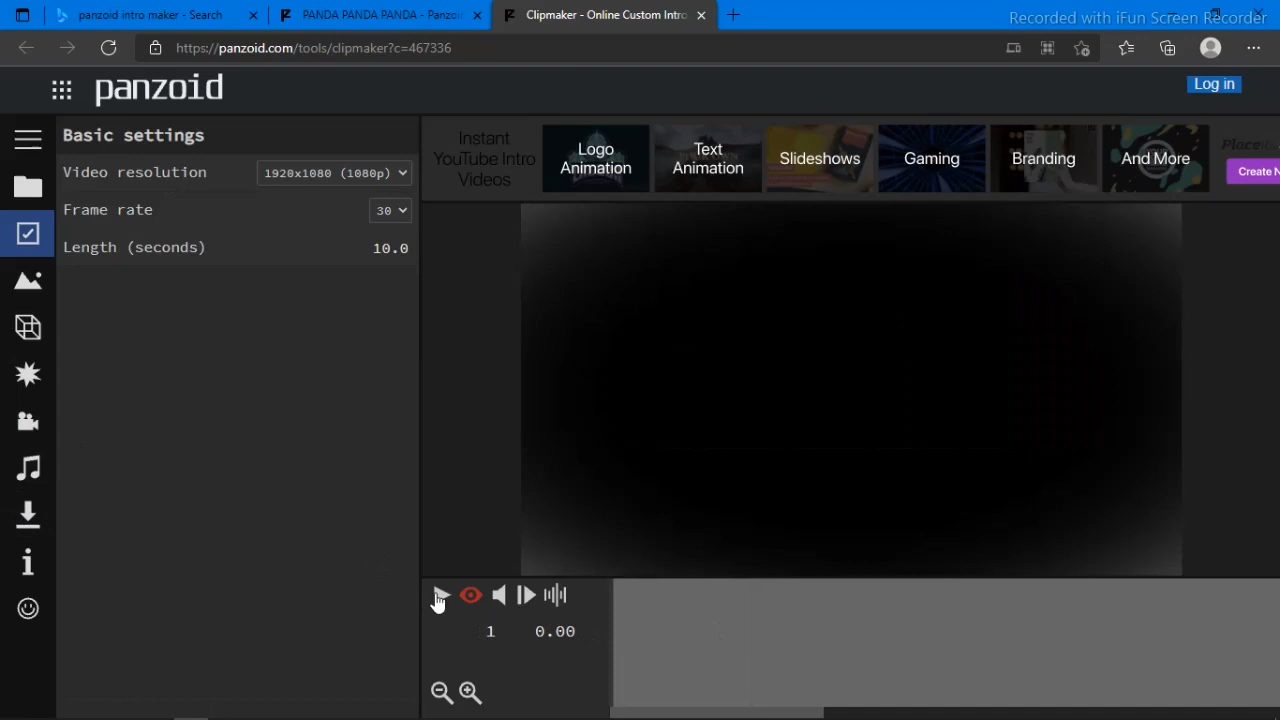 panzoid intro maker - Search
PANDA PANDA PANDA - Panzoi
Clipmaker - Online Custom Intro
Recorded with iFun Screen Recorder
https://panzoid.com/tools/clipmaker?c=467336
panzoid
Log in
Basic settings
Video resolution
1920x1080 (1080p)
Frame rate
30
Length (seconds)
10.0
Instant
YouTube Intro
Videos
Logo
Animation
Text
Animation
Slideshows
Gaming
Branding
And More
Create N
1
0.00